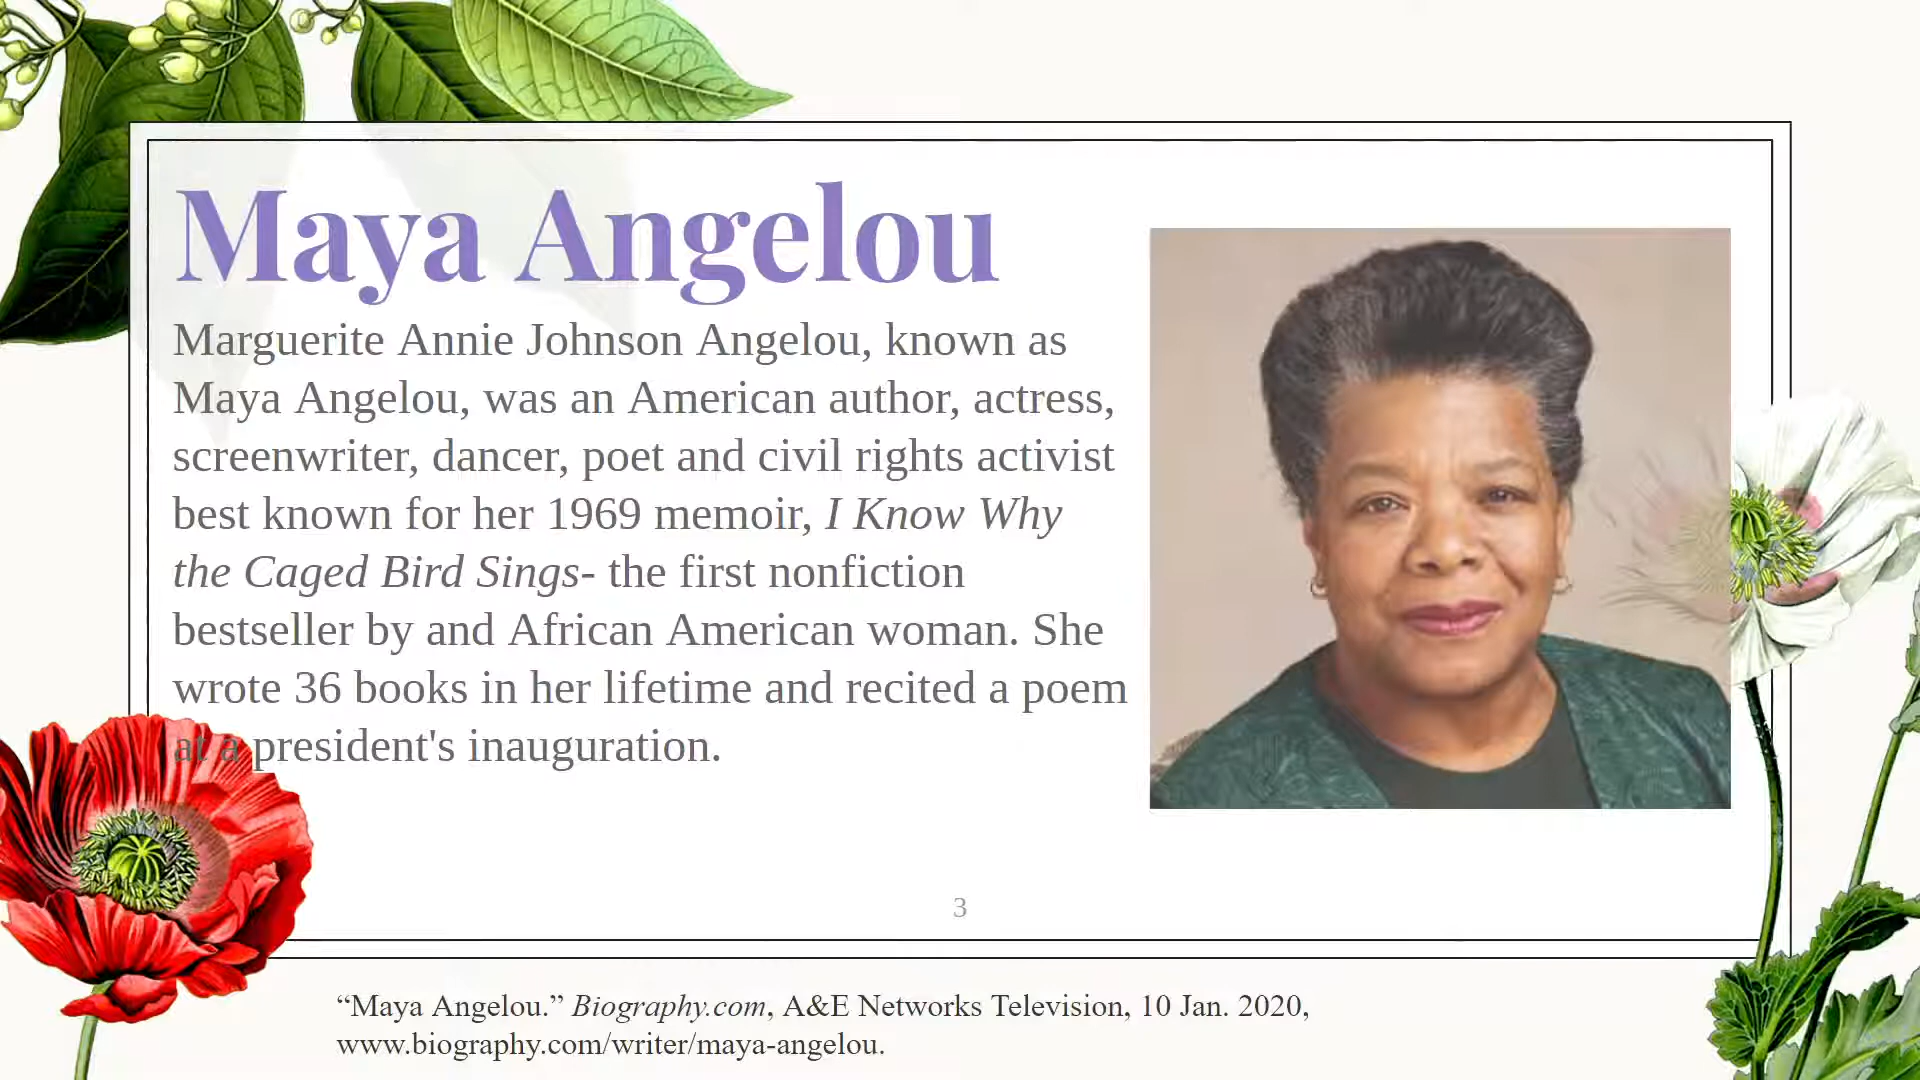 Maya Angelou
Marguerite Annie Johnson Angelou, known as
Maya Angelou, was an American author, actress,
screenwriter, dancer, poet and civil rights activist
best known for her 1969 memoir, I Know Why
the Caged Bird Sings- the first nonfiction
bestseller by and African American woman. She
wrote 36 books in her lifetime and recited a poem
at a president's inauguration.
3
“Maya Angelou.” Biography.com, A&E Networks Television, 10 Jan. 2020,
www.biography.com/writer/maya-angelou.